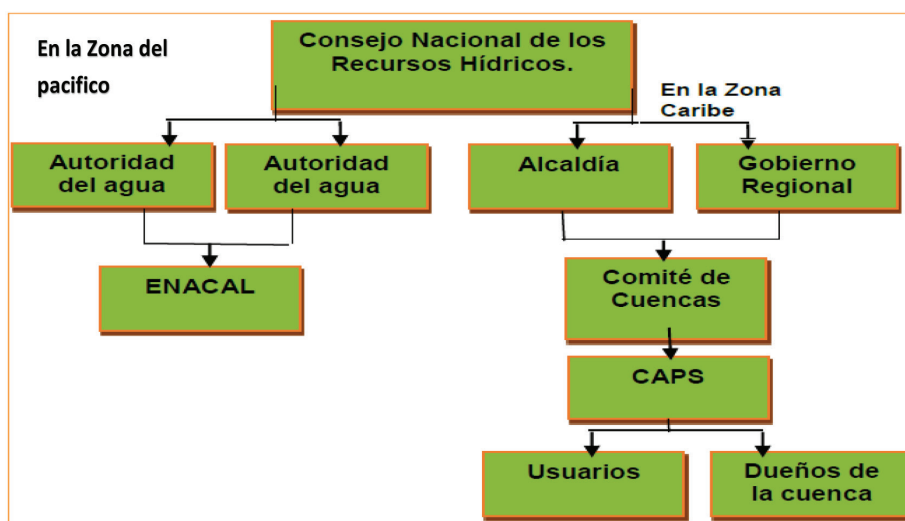 En la Zona del
pacifico
Consejo Nacional de los
Recursos Hídricos.
En la Zona
Caribe
Autoridad
del agua
Autoridad
del agua
Alcaldía
Gobierno
Regional
ENACAL
Comité de
Cuencas
CAPS
Usuarios
Dueños de
la cuenca